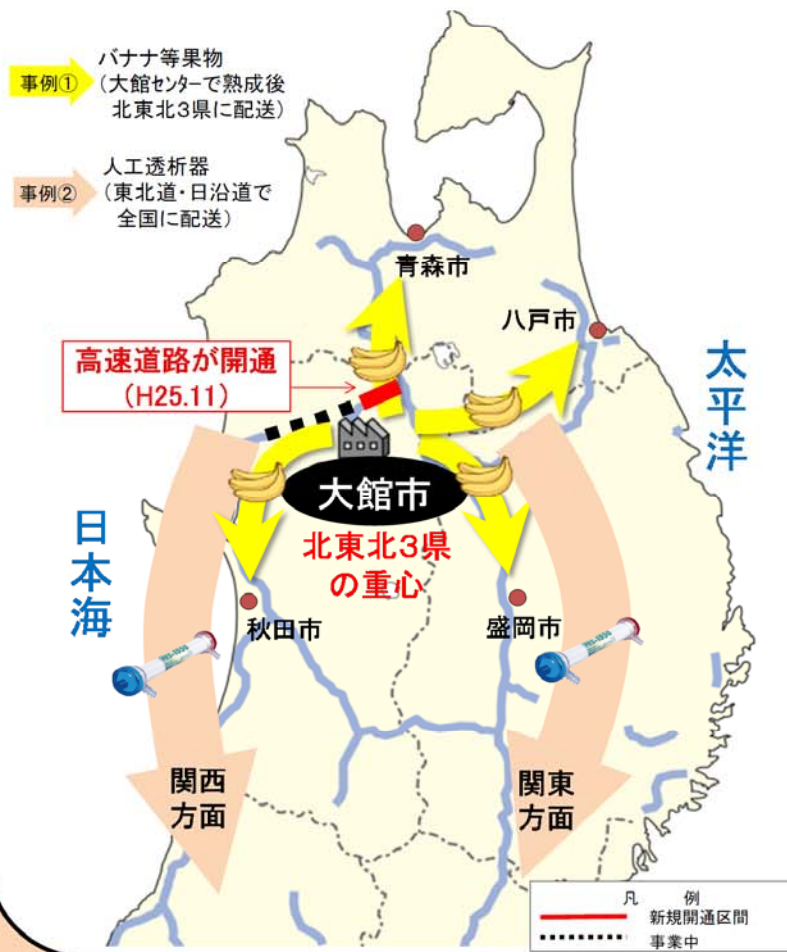 事例①
バナナ等果物
(大館センターで熟成後
北東北3県に配送)
事例②
人工透析器
(東北道・日沿道で
全国に配送)
青森市
八戸市
高速道路が開通
(H25.11)
太平洋
大館市
北東北3県
の重心
日本海
秋田市
盛岡市
関西
方面
関東
方面
凡 例
新規開通区間
事業中